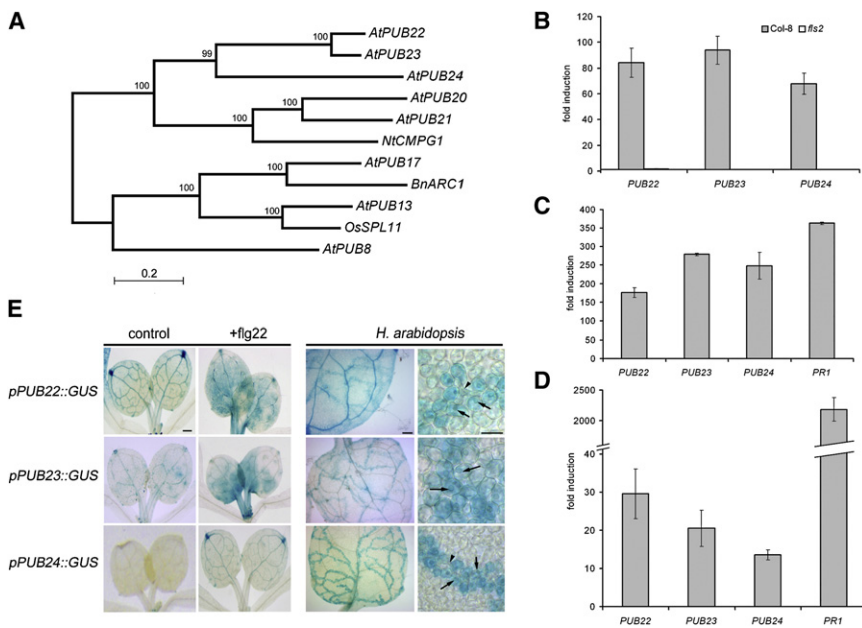 A
AtPUB22
AtPUB23
AtPUB24
AtPUB20
AtPUB21
NtCMPG1
AtPUB17
BnARC1
AtPUB13
OsSPL11
AtPUB8
100
99
100
100
100
100
100
100
0.2
B
Col-8 fls2
fold induction
120
100
80
60
40
20
0
PUB22 PUB23 PUB24
C
fold induction
400
350
300
250
200
150
100
50
0
PUB22 PUB23 PUB24 PR1
D
fold induction
2500
2000
40
30
20
10
0
PUB22 PUB23 PUB24 PR1
E
control +flg22 H. arabidopsis
pPUB22::GUS
pPUB23::GUS
pPUB24::GUS